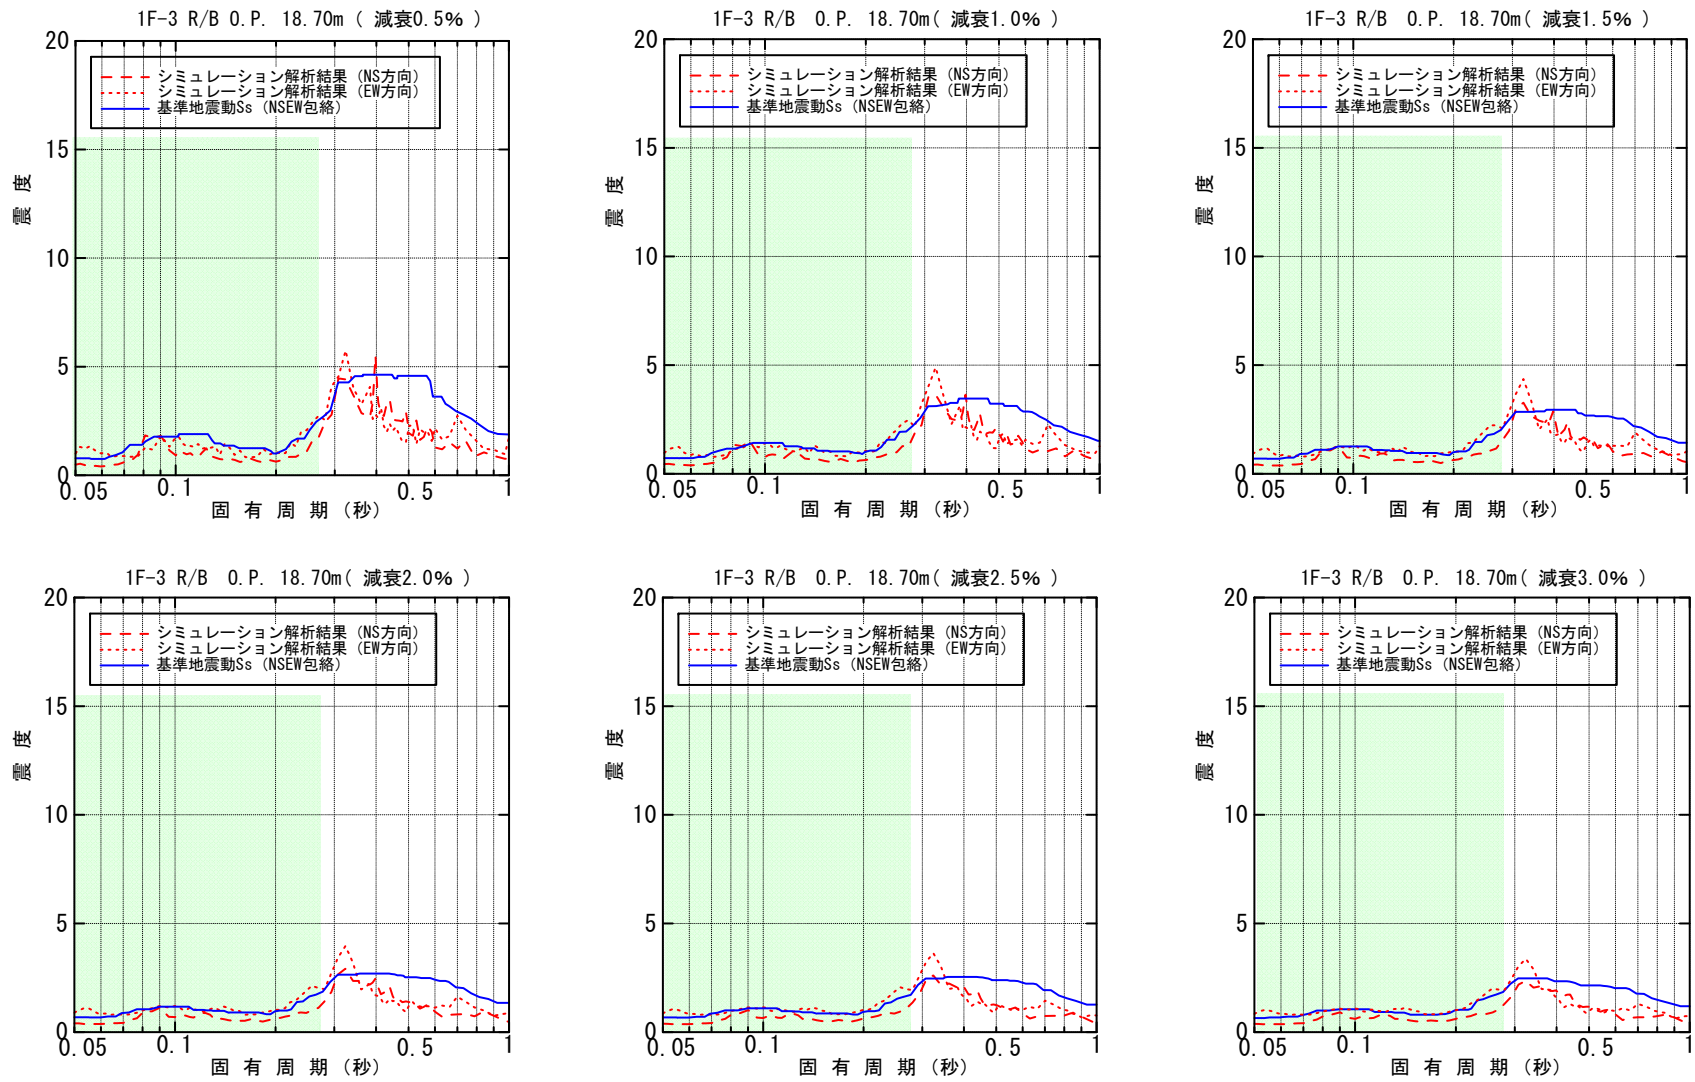 1F-3 R/B O.P. 18.70m ( 減衰0.5% )
20
シミュレーション解析結果 (NS方向)
シミュレーション解析結果 (EW方向)
基準地震動Ss (NSEW包絡)
15
震 度
10
5
0
0.05
0.1
0.5
1
固 有 周 期 (秒)
1F-3 R/B O.P. 18.70m( 減衰1.0% )
20
シミュレーション解析結果 (NS方向)
シミュレーション解析結果 (EW方向)
基準地震動Ss (NSEW包絡)
15
震 度
10
5
0
0.05
0.1
0.5
1
固 有 周 期 (秒)
1F-3 R/B O.P. 18.70m( 減衰1.5% )
20
シミュレーション解析結果 (NS方向)
シミュレーション解析結果 (EW方向)
基準地震動Ss (NSEW包絡)
15
震 度
10
5
0
0.05
0.1
0.5
1
固 有 周 期 (秒)
1F-3 R/B O.P. 18.70m( 減衰2.0% )
20
シミュレーション解析結果 (NS方向)
シミュレーション解析結果 (EW方向)
基準地震動Ss (NSEW包絡)
15
震 度
10
5
0
0.05
0.1
0.5
1
固 有 周 期 (秒)
1F-3 R/B O.P. 18.70m( 減衰2.5% )
20
シミュレーション解析結果 (NS方向)
シミュレーション解析結果 (EW方向)
基準地震動Ss (NSEW包絡)
15
震 度
10
5
0
0.05
0.1
0.5
1
固 有 周 期 (秒)
1F-3 R/B O.P. 18.70m( 減衰3.0% )
20
シミュレーション解析結果 (NS方向)
シミュレーション解析結果 (EW方向)
基準地震動Ss (NSEW包絡)
15
震 度
10
5
0
0.05
0.1
0.5
1
固 有 周 期 (秒)